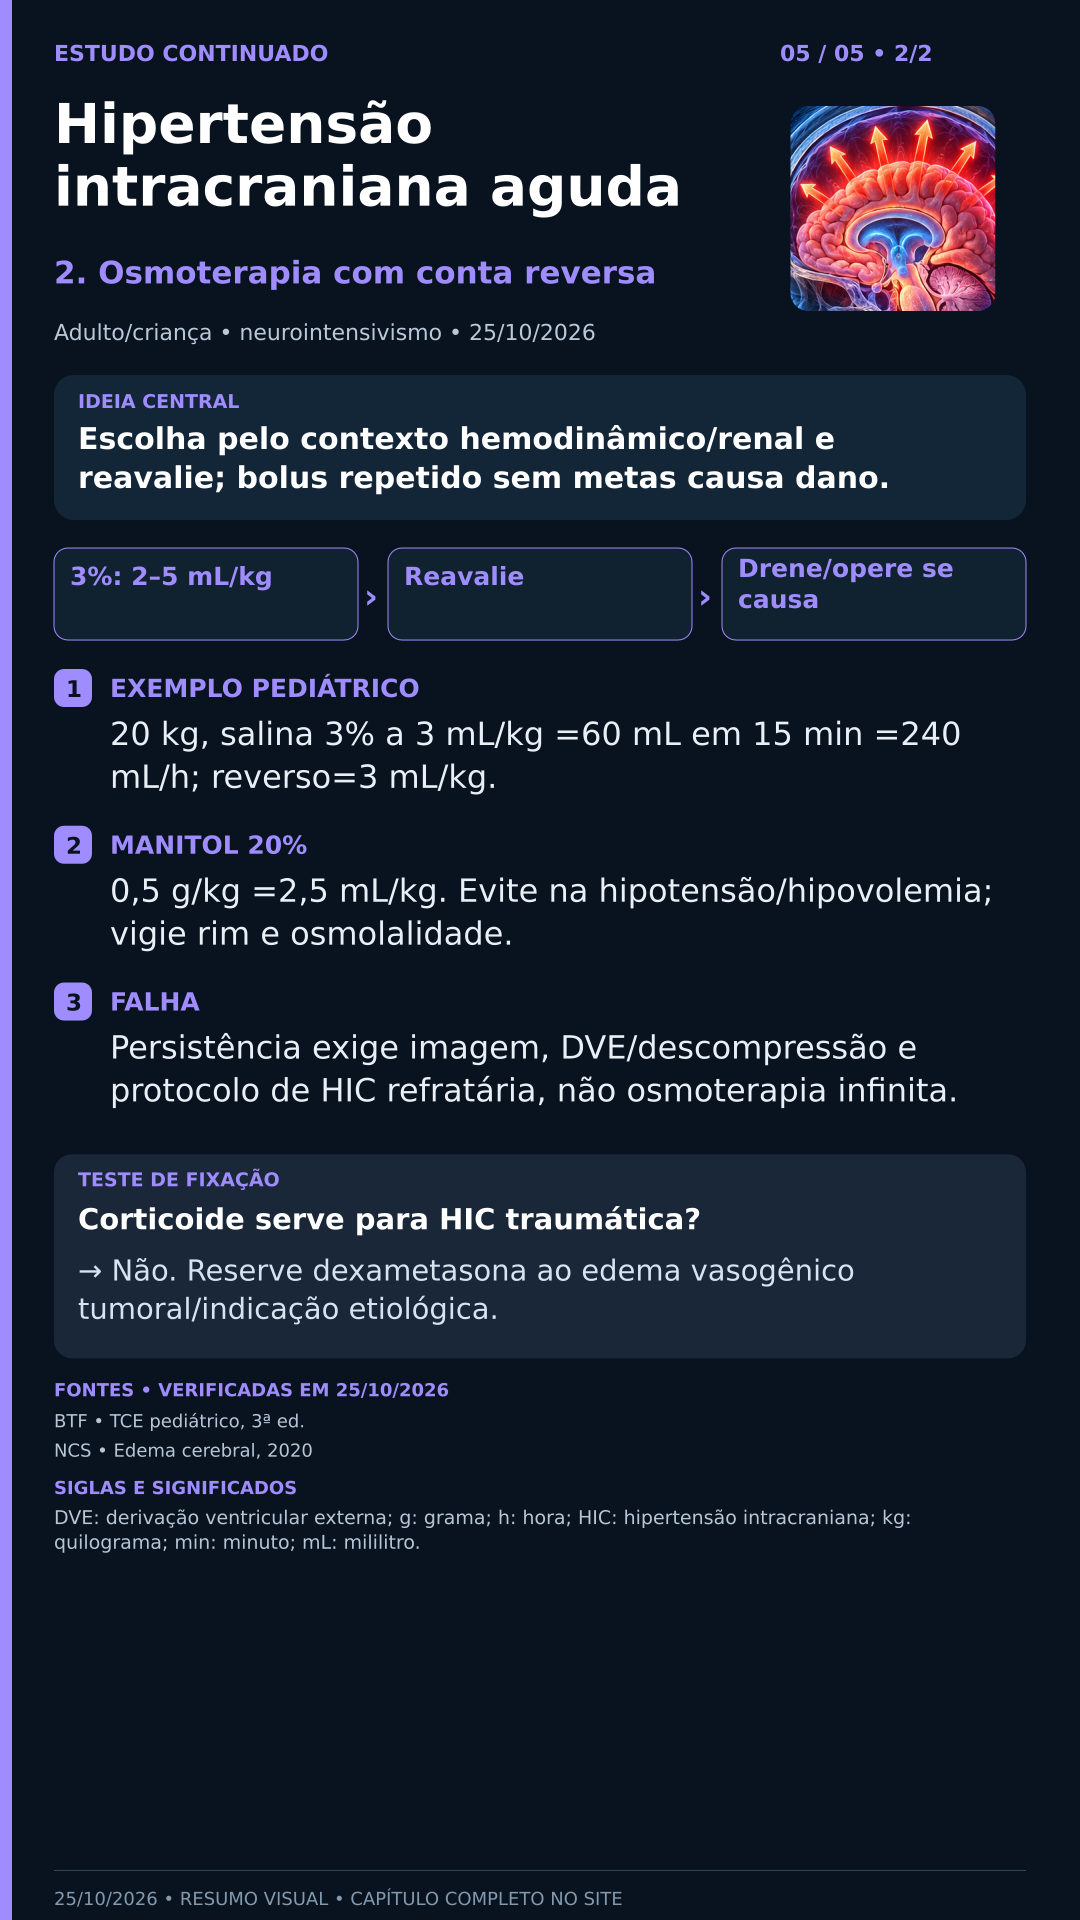 ESTUDO CONTINUADO
05 / 05 • 2/2
Hipertensão
intracraniana aguda
2. Osmoterapia com conta reversa
Adulto/criança • neurointensivismo • 25/10/2026
IDEIA CENTRAL
Escolha pelo contexto hemodinâmico/renal e
reavalie; bolus repetido sem metas causa dano.
3%: 2–5 mL/kg
›
Reavalie
›
Drene/opere se
causa
1
EXEMPLO PEDIÁTRICO
20 kg, salina 3% a 3 mL/kg =60 mL em 15 min =240
mL/h; reverso=3 mL/kg.
2
MANITOL 20%
0,5 g/kg =2,5 mL/kg. Evite na hipotensão/hipovolemia;
vigie rim e osmolalidade.
3
FALHA
Persistência exige imagem, DVE/descompressão e
protocolo de HIC refratária, não osmoterapia infinita.
TESTE DE FIXAÇÃO
Corticoide serve para HIC traumática?
→ Não. Reserve dexametasona ao edema vasogênico
tumoral/indicação etiológica.
FONTES • VERIFICADAS EM 25/10/2026
BTF • TCE pediátrico, 3ª ed.
NCS • Edema cerebral, 2020
SIGLAS E SIGNIFICADOS
DVE: derivação ventricular externa; g: grama; h: hora; HIC: hipertensão intracraniana; kg:
quilograma; min: minuto; mL: mililitro.
25/10/2026 • RESUMO VISUAL • CAPÍTULO COMPLETO NO SITE